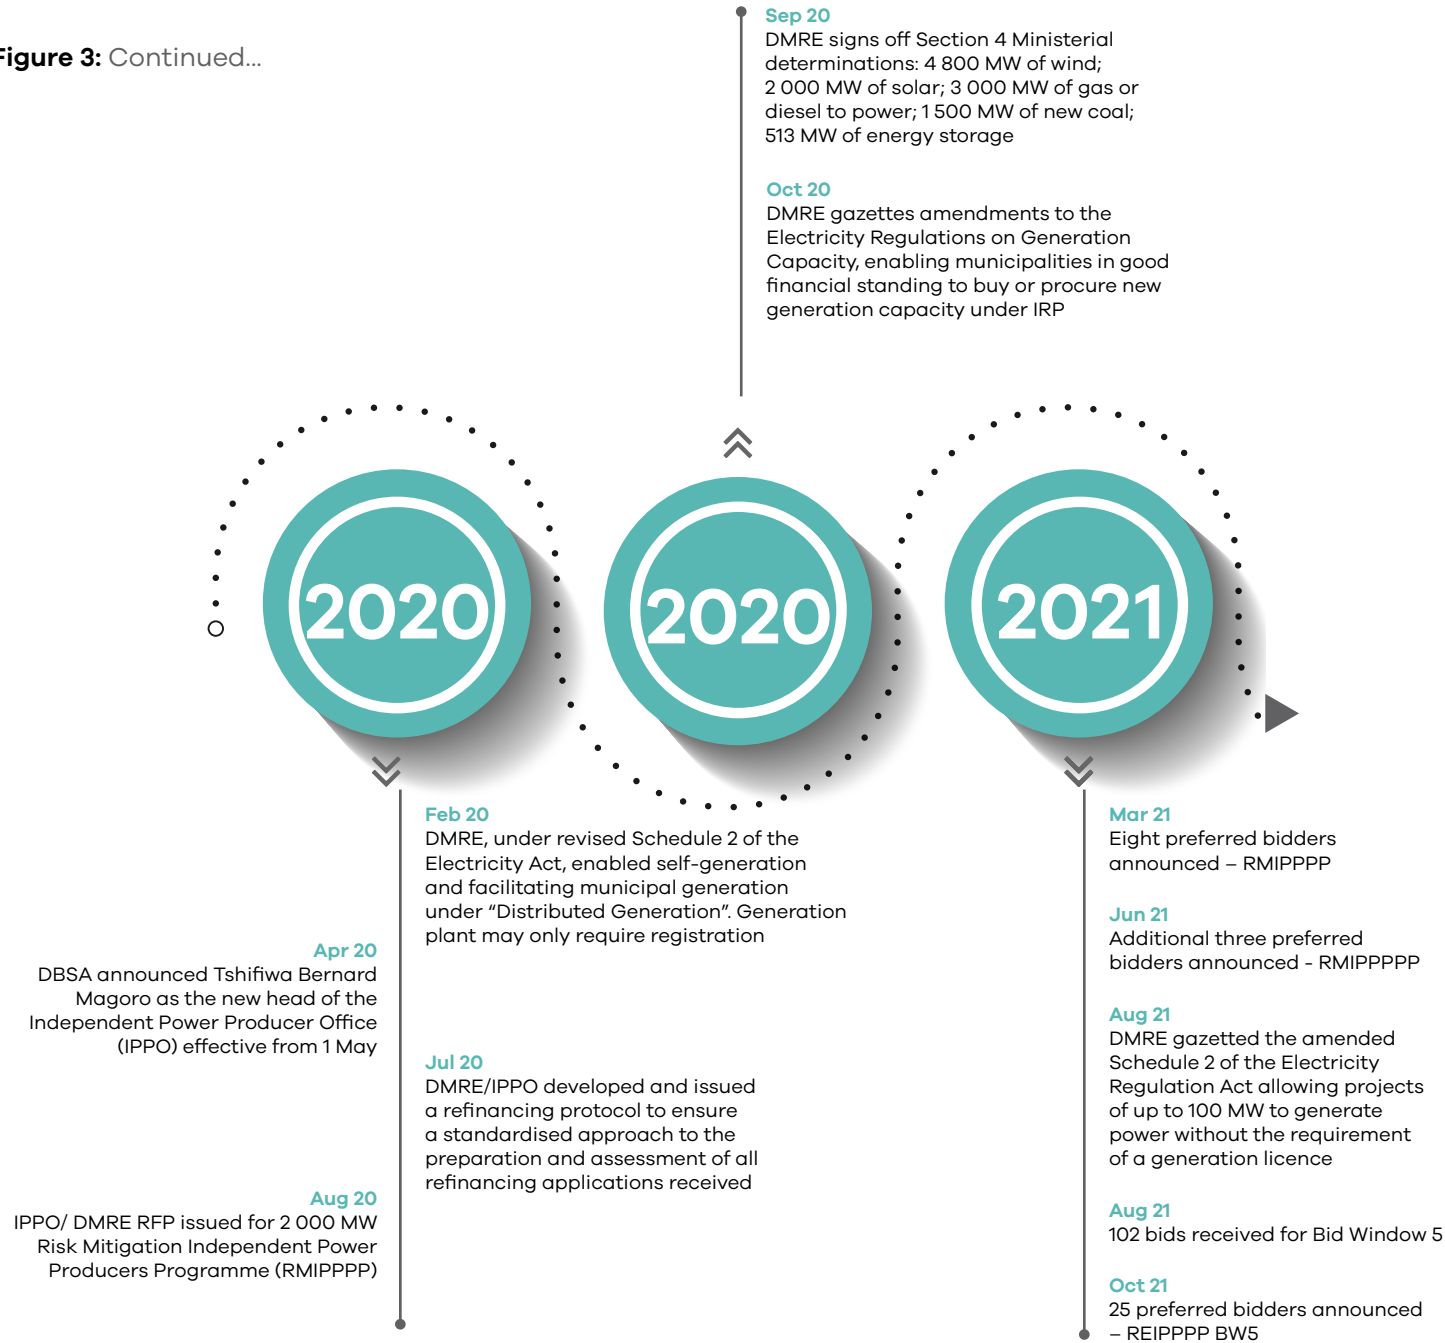 Figure 3: Continued...
Sep 20
DMRE signs off Section 4 Ministerial
determinations: 4 800 MW of wind;
2 000 MW of solar; 3 000 MW of gas or
diesel to power; 1 500 MW of new coal;
513 MW of energy storage
Oct 20
DMRE gazettes amendments to the
Electricity Regulations on Generation
Capacity, enabling municipalities in good
financial standing to buy or procure new
generation capacity under IRP
2020
2020
2021
Feb 20
DMRE, under revised Schedule 2 of the
Electricity Act, enabled self-generation
and facilitating municipal generation
under “Distributed Generation”. Generation
plant may only require registration
Apr 20
DBSA announced Tshifiwa Bernard
Magoro as the new head of the
Independent Power Producer Office
(IPPO) effective from 1 May
Jul 20
DMRE/IPPO developed and issued
a refinancing protocol to ensure
a standardised approach to the
preparation and assessment of all
refinancing applications received
Aug 20
IPPO/ DMRE RFP issued for 2 000 MW
Risk Mitigation Independent Power
Producers Programme (RMIPPPP)
Mar 21
Eight preferred bidders
announced – RMIPPPP
Jun 21
Additional three preferred
bidders announced - RMIPPPPP
Aug 21
DMRE gazetted the amended
Schedule 2 of the Electricity
Regulation Act allowing projects
of up to 100 MW to generate
power without the requirement
of a generation licence
Aug 21
102 bids received for Bid Window 5
Oct 21
25 preferred bidders announced
– REIPPPP BW5